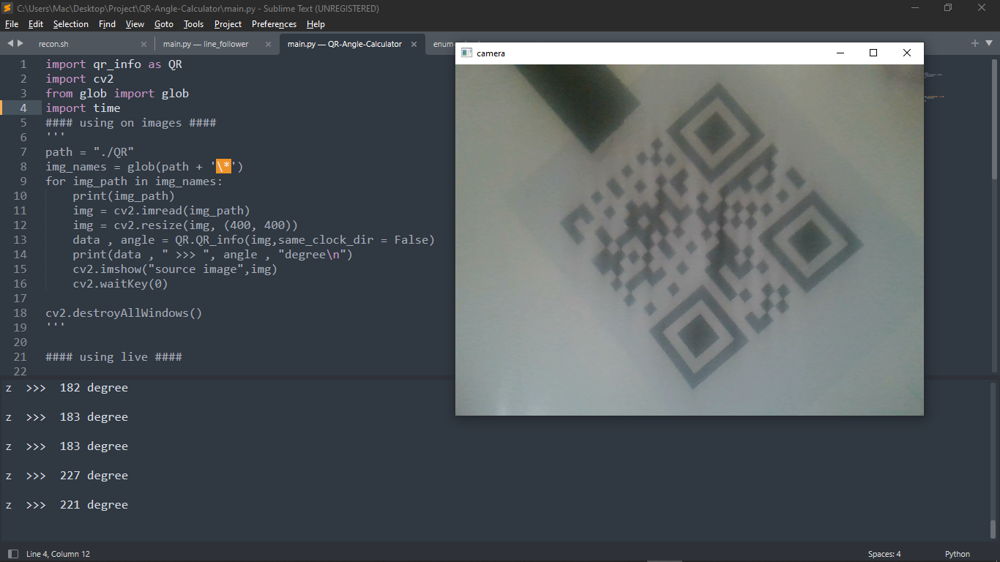 C:\Users\Mac\Desktop\Project\QR-Angle-Calculator\main.py - Sublime Text (UNREGISTERED)
File Edit Selection Find View Goto Tools Project Preferences Help
recon.sh × main.py — line_follower × main.py — QR-Angle-Calculator × enum-
camera
1 import qr_info as QR
2 import cv2
3 from glob import glob
4 import time
5 #### using on images ####
6 '''
7 path = "./QR"
8 img_names = glob(path + '\*')
9 for img_path in img_names:
10 print(img_path)
11 img = cv2.imread(img_path)
12 img = cv2.resize(img, (400, 400))
13 data , angle = QR.QR_info(img,same_clock_dir = False)
14 print(data , " >>> ", angle , "degree\n")
15 cv2.imshow("source image",img)
16 cv2.waitKey(0)
17
18 cv2.destroyAllWindows()
19 '''
20
21 #### using live ####
22
z >>> 182 degree
z >>> 183 degree
z >>> 183 degree
z >>> 227 degree
z >>> 221 degree
Line 4, Column 12 Spaces: 4 Python